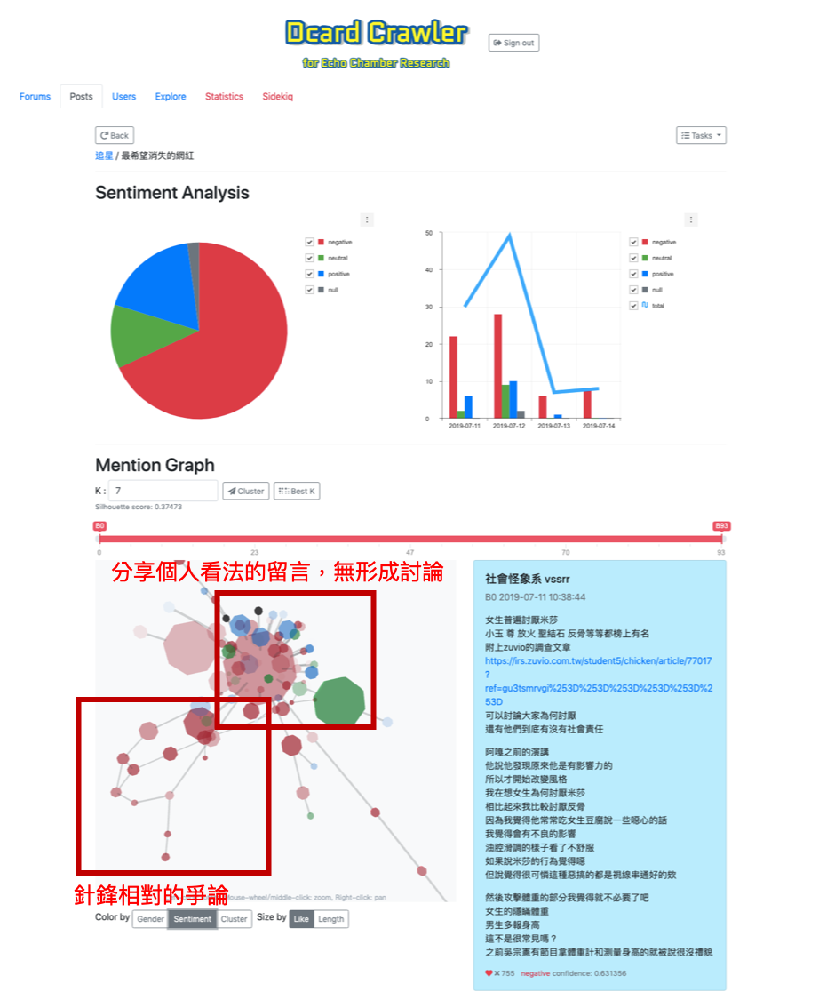 Dcard Crawler
Sign out
for Echo Chamber Research
Forums Posts Users Explore Statistics Sidekiq
Back Tasks
追星 / 最希望消失的網紅
Sentiment Analysis
negative
neutral
positive
null
50
40
30
20
10
0
2019-07-11 2019-07-12 2019-07-13 2019-07-14
negative
neutral
positive
null
total
Mention Graph
K : 7 Cluster Best K
Silhouette score: 0.37473
B0 B93
0 23 47 70 93
分享個人看法的留言，無形成討論
針鋒相對的爭論
ouse-wheel/middle-click: zoom, Right-click: pan
Color by Gender Sentiment Cluster Size by Like Length
社會怪象系 vssrr
B0 2019-07-11 10:38:44
女生普遍討厭米莎
小玉 尊 放火 聖結石 反骨等等都榜上有名
附上zuvio的調查文章
https://irs.zuvio.com.tw/student5/chicken/article/77017
?
ref=gu3tsmrvgi%253D%253D%253D%253D%253D%2
53D
可以討論大家為何討厭
還有他們到底有沒有社會責任
阿嘎之前的演講
他說他發現原來他是有影響力的
所以才開始改變風格
我在想女生為何討厭米莎
相比起來我比較討厭反骨
因為我覺得他常常吃女生豆腐說一些噁心的話
我覺得會有不良的影響
油腔滑調的樣子看了不舒服
如果說米莎的行為覺得噁
但說覺得很可憐這種惡搞的都是視線串通好的欸
然後攻擊體重的部分我覺得就不必要了吧
女生的隱瞞體重
男生多報身高
這不是很常見嗎？
之前吳宗憲有節目拿體重計和測量身高的就被說很沒禮貌
755 negative confidence: 0.631356